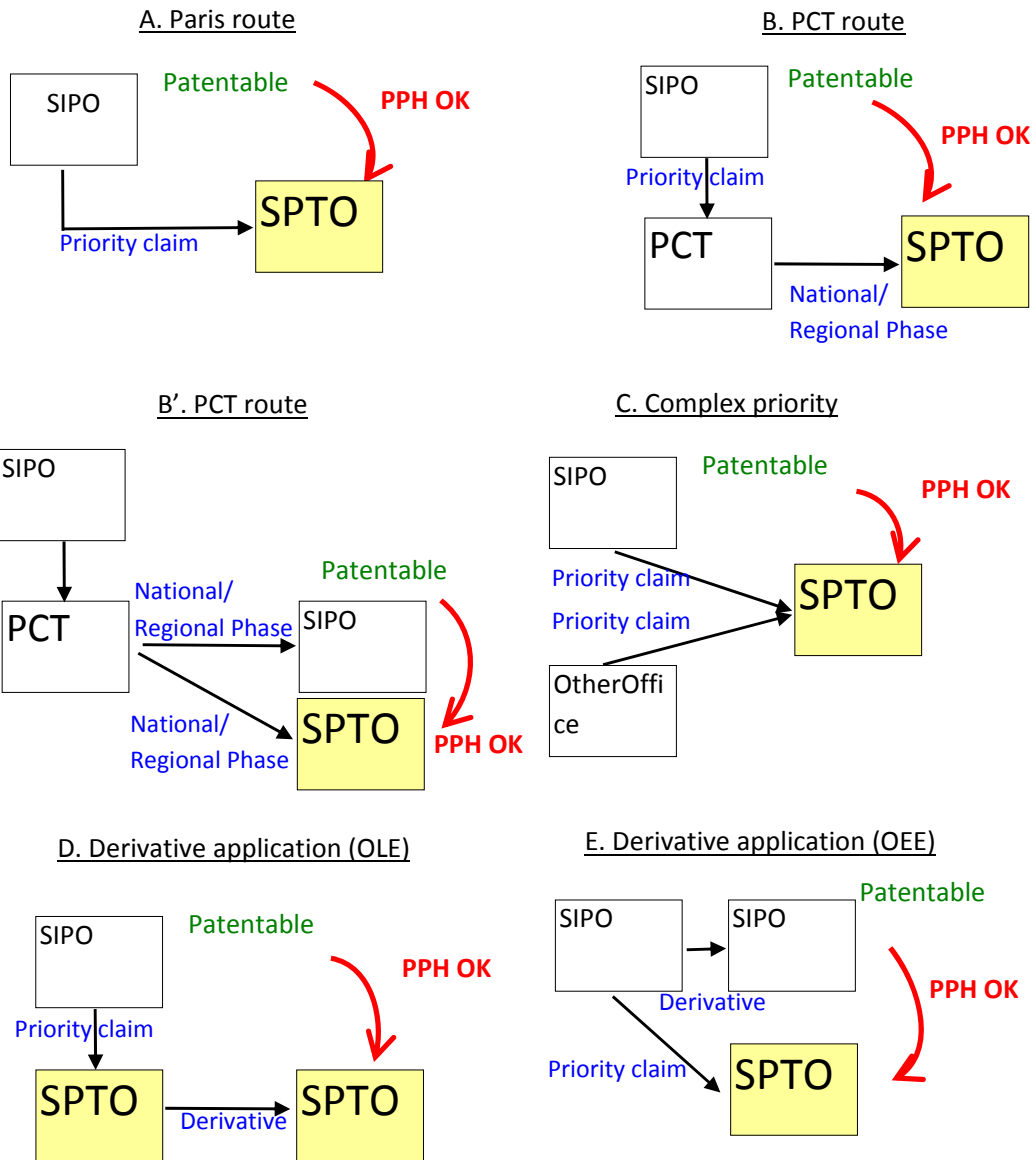 A. Paris route
SIPO
Patentable
PPH OK
SPTO
Priority claim
B. PCT route
SIPO
Patentable
PPH OK
Priority claim
PCT
SPTO
National/
Regional Phase
B'. PCT route
SIPO
National/
Regional Phase
Patentable
PCT
SIPO
National/
Regional Phase
SPTO
PPH OK
C. Complex priority
SIPO
Patentable
PPH OK
Priority claim
Priority claim
SPTO
OtherOffi
ce
D. Derivative application (OLE)
SIPO
Patentable
PPH OK
Priority claim
SPTO
Derivative
SPTO
E. Derivative application (OEE)
Patentable
SIPO
SIPO
Derivative
PPH OK
Priority claim
SPTO